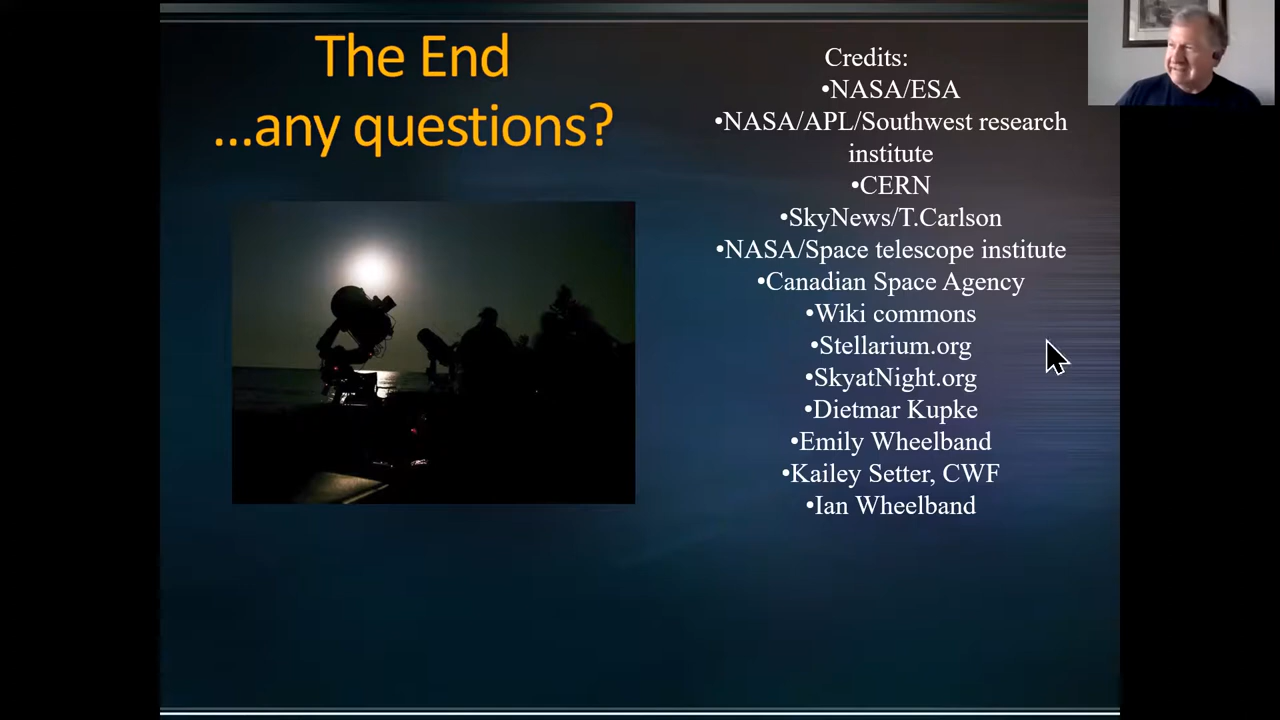 The End
...any questions?
Credits:
•NASA/ESA
•NASA/APL/Southwest research
institute
•CERN
•SkyNews/T.Carlson
•NASA/Space telescope institute
•Canadian Space Agency
•Wiki commons
•Stellarium.org
•SkyatNight.org
•Dietmar Kupke
•Emily Wheelband
•Kailey Setter, CWF
•Ian Wheelband